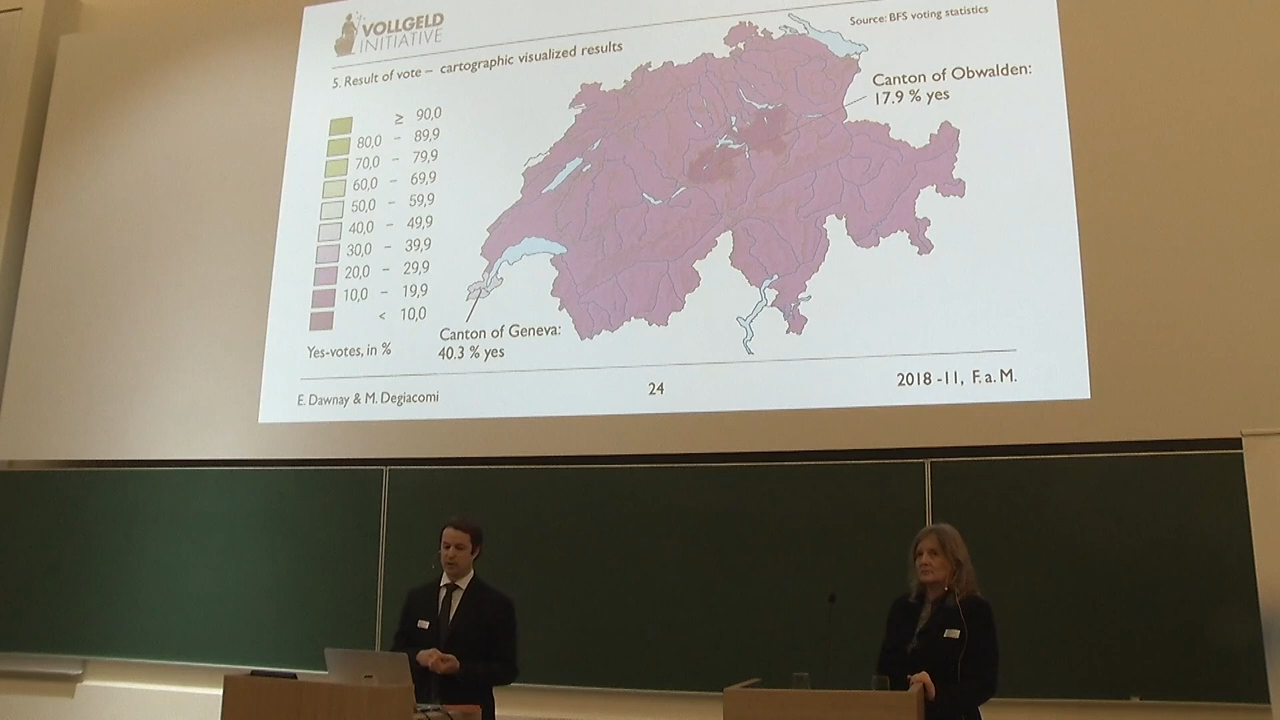 VOLLGELD
INITIATIVE
Source: BFS voting statistics
5. Result of vote – cartographic visualized results
Canton of Obwalden:
17.9 % yes
≥ 90,0
80,0 – 89,9
70,0 – 79,9
60,0 – 69,9
50,0 – 59,9
40,0 – 49,9
30,0 – 39,9
20,0 – 29,9
10,0 – 19,9
< 10,0
Yes-votes, in %
Canton of Geneva:
40.3 % yes
E. Dawnay & M. Degiacomi
24
2018 -11, F. a. M.